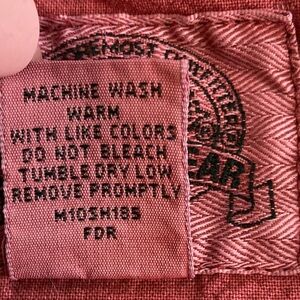 MACHINE WASH
WARM
WITH LIKE COLORS
DO NOT BLEACH
TUMBLE DRY LOW
REMOVE PROMPTLY
M10SH185
FDR